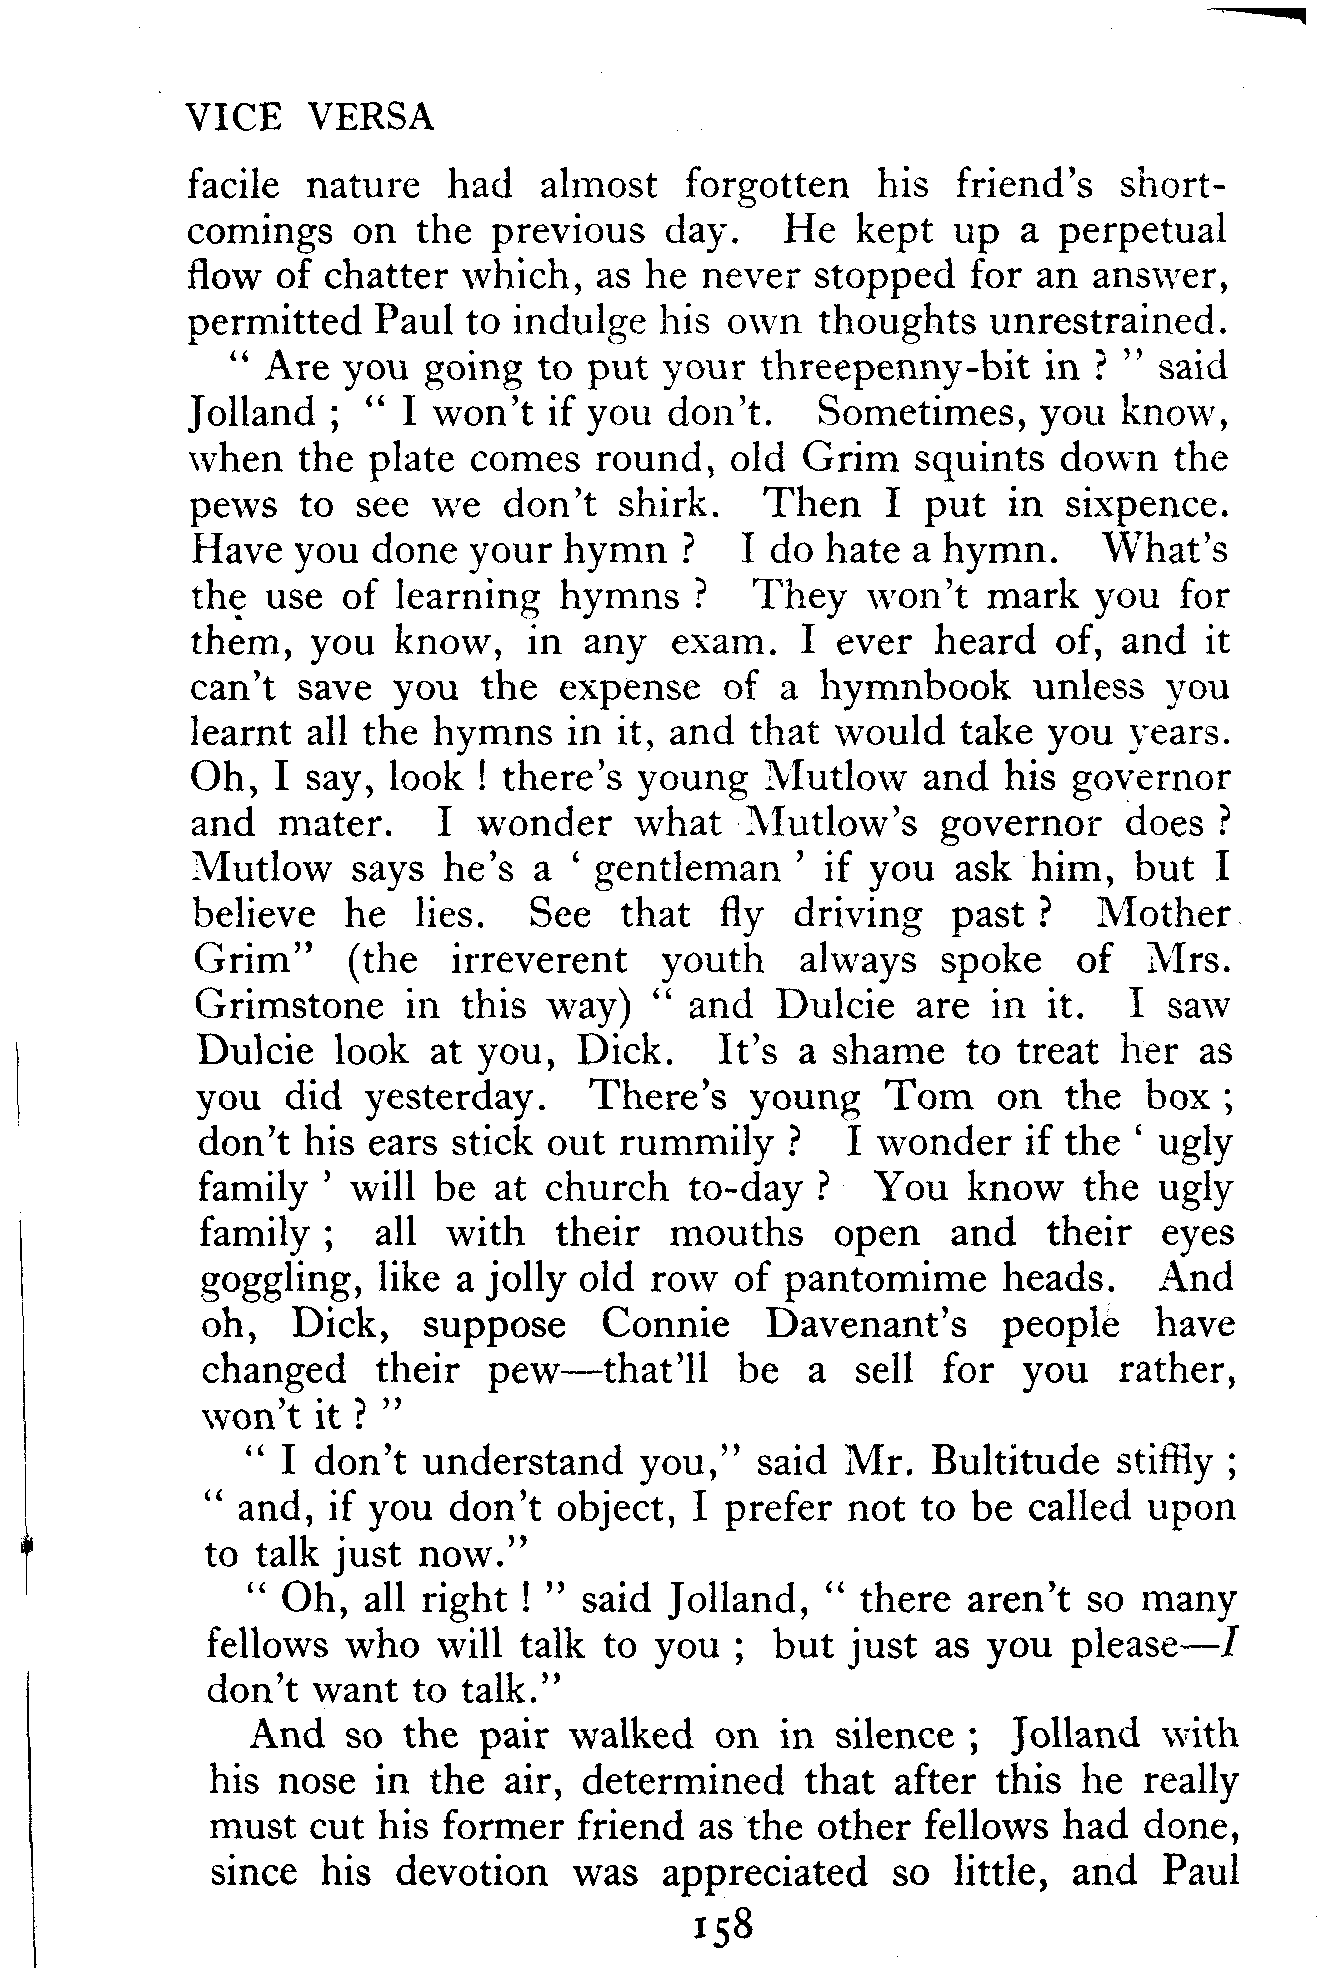 VICE VERSA
facile nature had almost forgotten his friend's short-
comings on the previous day. He kept up a perpetual
flow of chatter which, as he never stopped for an answer,
permitted Paul to indulge his own thoughts unrestrained.
“ Are you going to put your threepenny-bit in ? ” said
Jolland ; “ I won't if you don't. Sometimes, you know,
when the plate comes round, old Grim squints down the
pews to see we don't shirk. Then I put in sixpence.
Have you done your hymn ? I do hate a hymn. What's
the use of learning hymns ? They won't mark you for
them, you know, in any exam. I ever heard of, and it
can't save you the expense of a hymnbook unless you
learnt all the hymns in it, and that would take you years.
Oh, I say, look ! there's young Mutlow and his governor
and mater. I wonder what Mutlow's governor does ?
Mutlow says he's a ‘ gentleman ’ if you ask him, but I
believe he lies. See that fly driving past ? Mother
Grim” (the irreverent youth always spoke of Mrs.
Grimstone in this way) “ and Dulcie are in it. I saw
Dulcie look at you, Dick. It's a shame to treat her as
you did yesterday. There's young Tom on the box ;
don't his ears stick out rummily ? I wonder if the ‘ ugly
family ’ will be at church to-day ? You know the ugly
family ; all with their mouths open and their eyes
goggling, like a jolly old row of pantomime heads. And
oh, Dick, suppose Connie Davenant's people have
changed their pew—that'll be a sell for you rather,
won't it ? ”
“ I don't understand you,” said Mr. Bultitude stiffly ;
“ and, if you don't object, I prefer not to be called upon
to talk just now.”
“ Oh, all right ! ” said Jolland, “ there aren't so many
fellows who will talk to you ; but just as you please—I
don't want to talk.”
And so the pair walked on in silence ; Jolland with
his nose in the air, determined that after this he really
must cut his former friend as the other fellows had done,
since his devotion was appreciated so little, and Paul
158